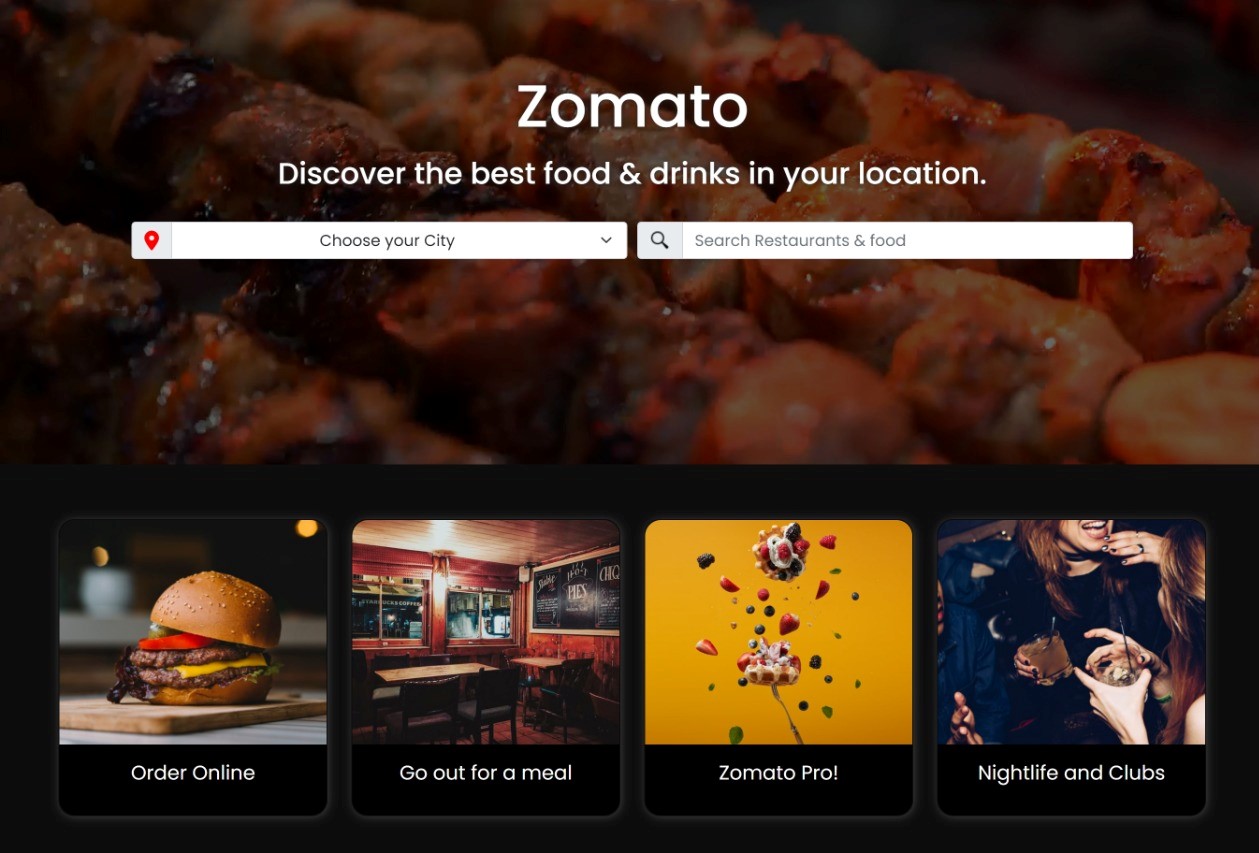 Zomato
Discover the best food & drinks in your location.
Choose your City
Search Restaurants & food
PIES
Order Online
Go out for a meal
Zomato Pro!
Nightlife and Clubs